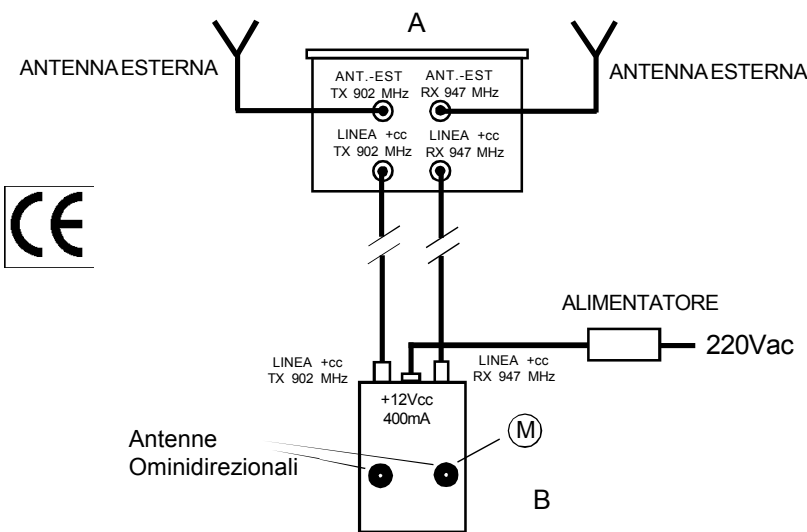 A
ANTENNA ESTERNA
ANTENNA ESTERNA
ANT.-EST
TX 902 MHz
ANT.-EST
RX 947 MHz
LINEA +cc
TX 902 MHz
LINEA +cc
RX 947 MHz
CE
ALIMENTATORE
220Vac
LINEA +cc
TX 902 MHz
LINEA +cc
RX 947 MHz
+12Vcc
400mA
M
Antenne
Ominidirezionali
B